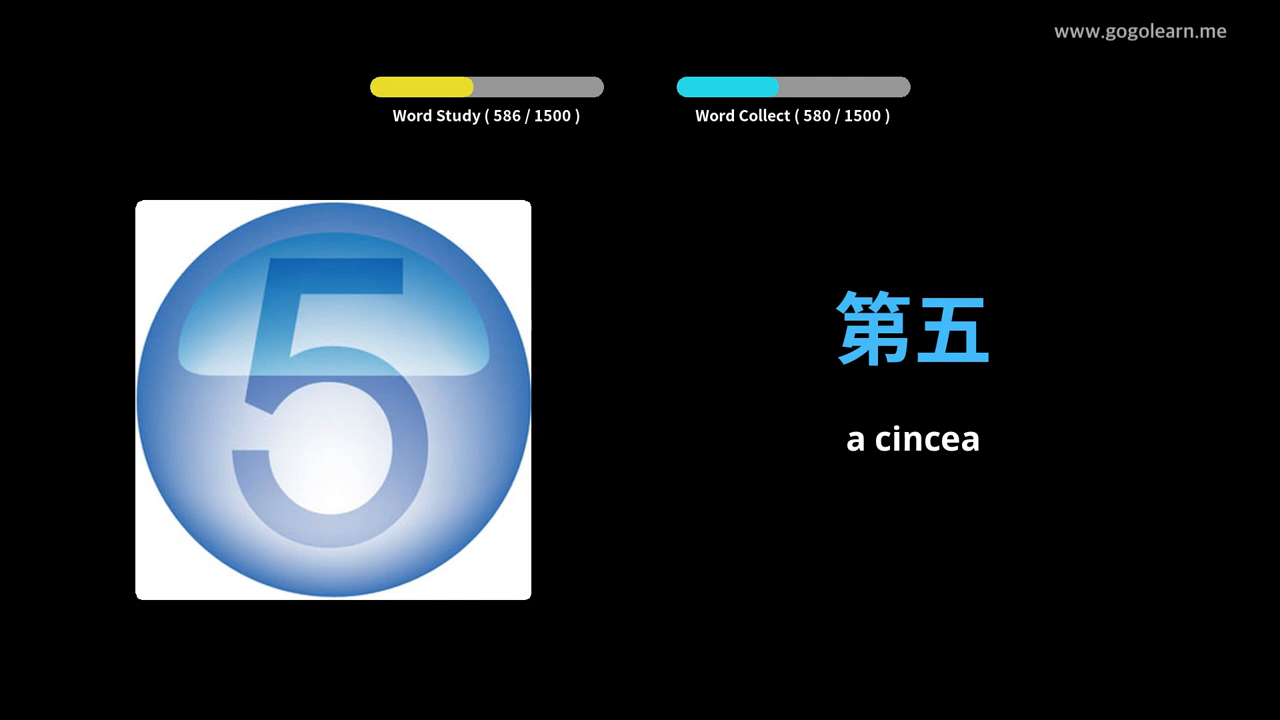 www.gogolearn.me
Word Study ( 586 / 1500 )
Word Collect ( 580 / 1500 )
5
第五
a cincea